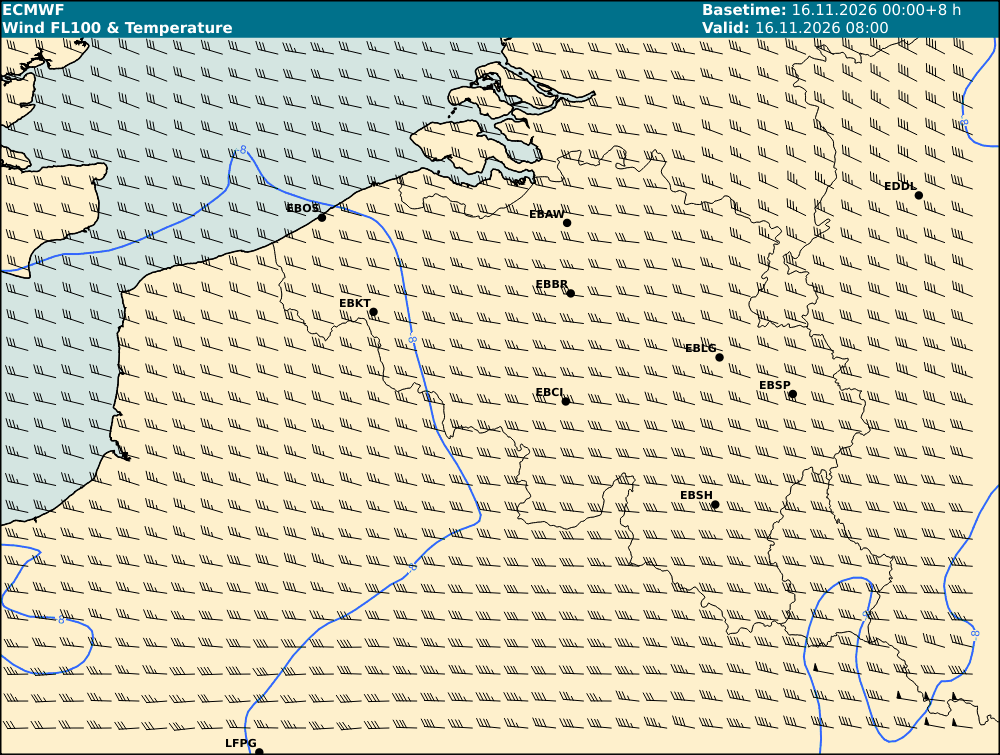 ECMWF
Basetime: 16.11.2026 00:00+8 h
Wind FL100 & Temperature
Valid: 16.11.2026 08:00
-8
-8
EDDL
EBOS
EBAW
EBBR
EBKT
-8
EBLG
EBSP
EBCI
EBSH
-8
-8
-8
-8
LFPG